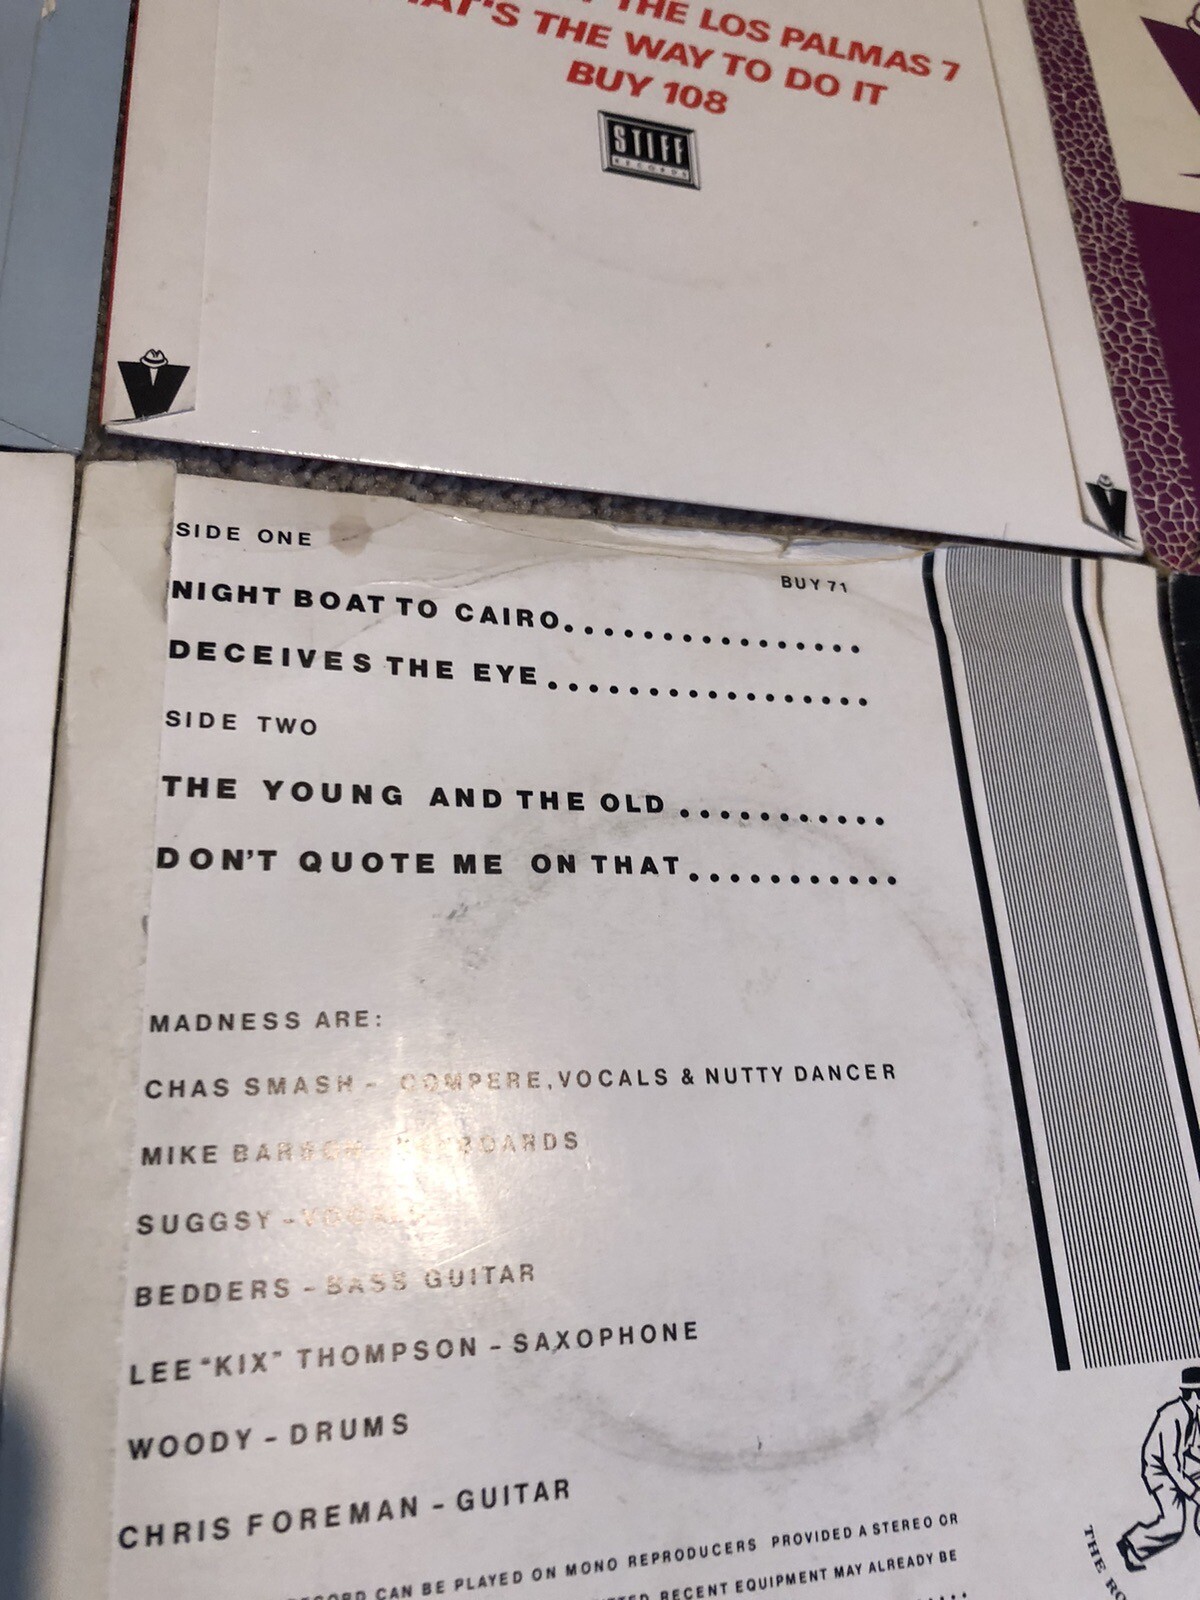 THE LOS PALMAS 7
THAT'S THE WAY TO DO IT
BUY 108
STIFF
RECORDS
SIDE ONE
BUY 71
NIGHT BOAT TO CAIRO................
DECEIVES THE EYE.................
SIDE TWO
THE YOUNG AND THE OLD...........
DON'T QUOTE ME ON THAT...........
MADNESS ARE:
CHAS SMASH - COMPERE, VOCALS & NUTTY DANCER
MIKE BARSON - KEYBOARDS
SUGGSY - VOCALS
BEDDERS - BASS GUITAR
LEE "KIX" THOMPSON - SAXOPHONE
WOODY - DRUMS
CHRIS FOREMAN - GUITAR
RECORD CAN BE PLAYED ON MONO REPRODUCERS PROVIDED A STEREO OR
RECENT EQUIPMENT MAY ALREADY BE
THE